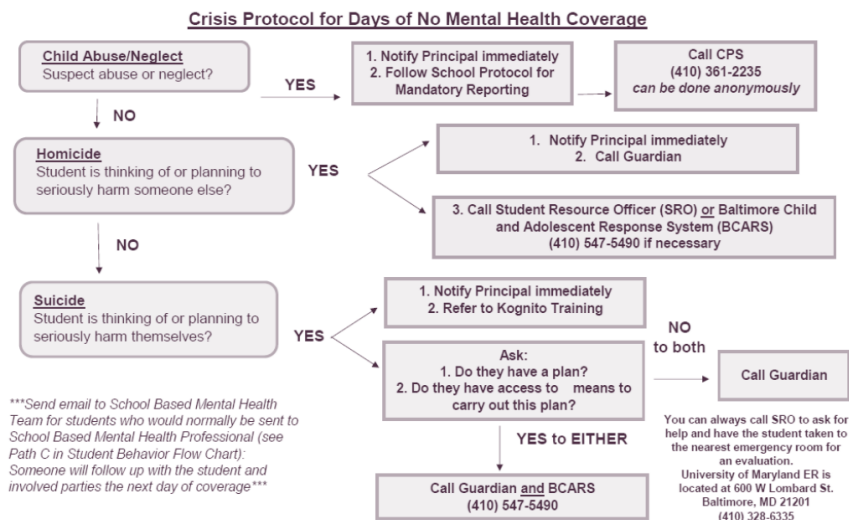 Crisis Protocol for Days of No Mental Health Coverage
Child Abuse/Neglect
Suspect abuse or neglect?
YES
1. Notify Principal immediately
2. Follow School Protocol for
Mandatory Reporting
Call CPS
(410) 361-2235
can be done anonymously
NO
Homicide
Student is thinking of or planning to
seriously harm someone else?
YES
1. Notify Principal immediately
2. Call Guardian
3. Call Student Resource Officer (SRO) or Baltimore Child
and Adolescent Response System (BCARS)
(410) 547-5490 if necessary
NO
Suicide
Student is thinking of or planning to
seriously harm themselves?
YES
1. Notify Principal immediately
2. Refer to Kognito Training
Ask:
1. Do they have a plan?
2. Do they have access to means to
carry out this plan?
NO
to both
Call Guardian
YES to EITHER
Call Guardian and BCARS
(410) 547-5490
You can always call SRO to ask for
help and have the student taken to
the nearest emergency room for
an evaluation.
University of Maryland ER is
located at 600 W Lombard St.
Baltimore, MD 21201
(410) 328-6335
***Send email to School Based Mental Health
Team for students who would normally be sent to
School Based Mental Health Professional (see
Path C in Student Behavior Flow Chart):
Someone will follow up with the student and
involved parties the next day of coverage***